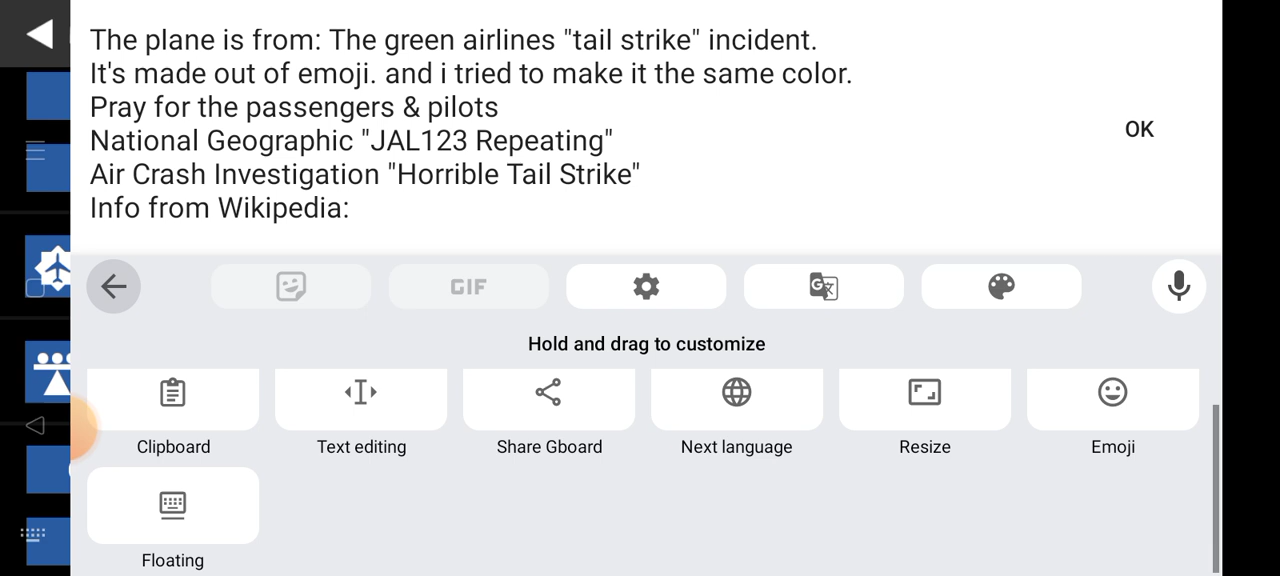 The plane is from: The green airlines "tail strike" incident.
It's made out of emoji. and i tried to make it the same color.
Pray for the passengers & pilots
National Geographic "JAL123 Repeating"
Air Crash Investigation "Horrible Tail Strike"
Info from Wikipedia:
OK
GIF
Hold and drag to customize
Clipboard
Text editing
Share Gboard
Next language
Resize
Emoji
Floating